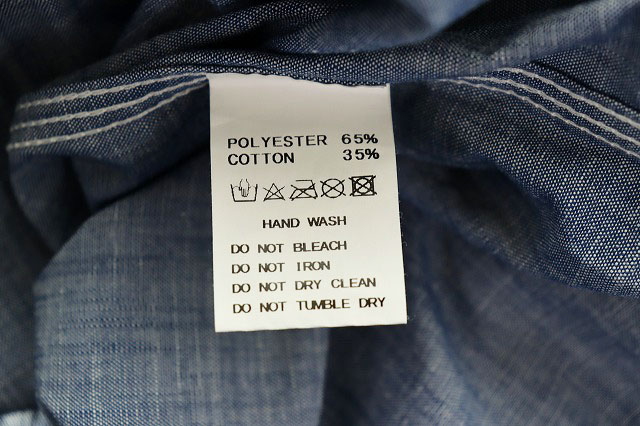 POLYESTER 65%
COTTON 35%
HAND WASH
DO NOT BLEACH
DO NOT IRON
DO NOT DRY CLEAN
DO NOT TUMBLE DRY